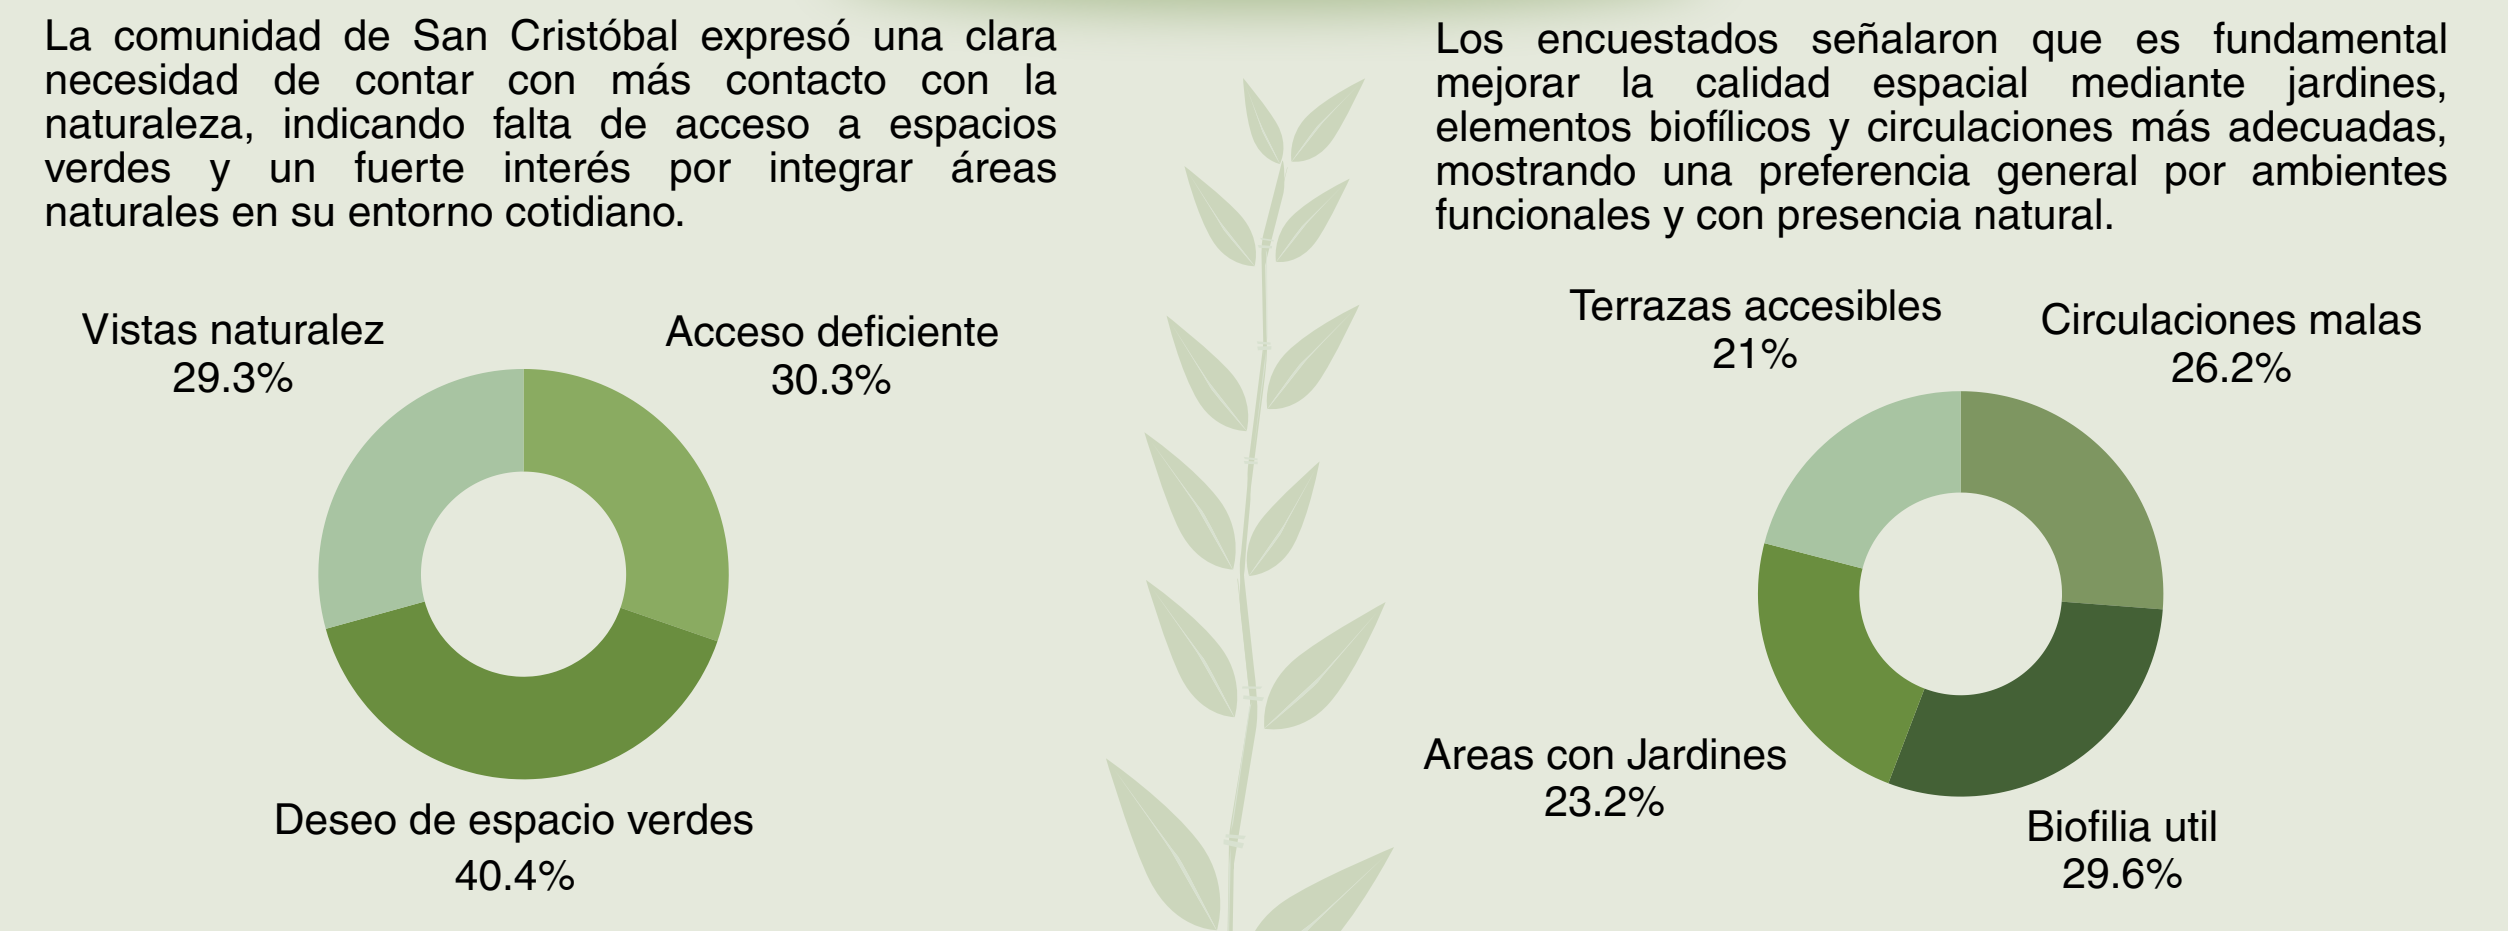 La comunidad de San Cristóbal expresó una clara
necesidad de contar con más contacto con la
naturaleza, indicando falta de acceso a espacios
verdes y un fuerte interés por integrar áreas
naturales en su entorno cotidiano.
Vistas naturalez
29.3%
Acceso deficiente
30.3%
Deseo de espacio verdes
40.4%
Los encuestados señalaron que es fundamental
mejorar la calidad espacial mediante jardines,
elementos biofílicos y circulaciones más adecuadas,
mostrando una preferencia general por ambientes
funcionales y con presencia natural.
Terrazas accesibles
21%
Circulaciones malas
26.2%
Areas con Jardines
23.2%
Biofilia util
29.6%